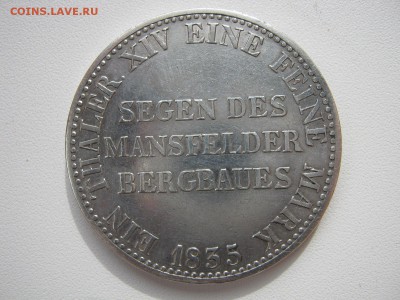 COINS.LAVE.RU
EIN THALER XIV EINE FEINE MARK
SEGEN DES
MANSFELDER
BERGBAUES
1835